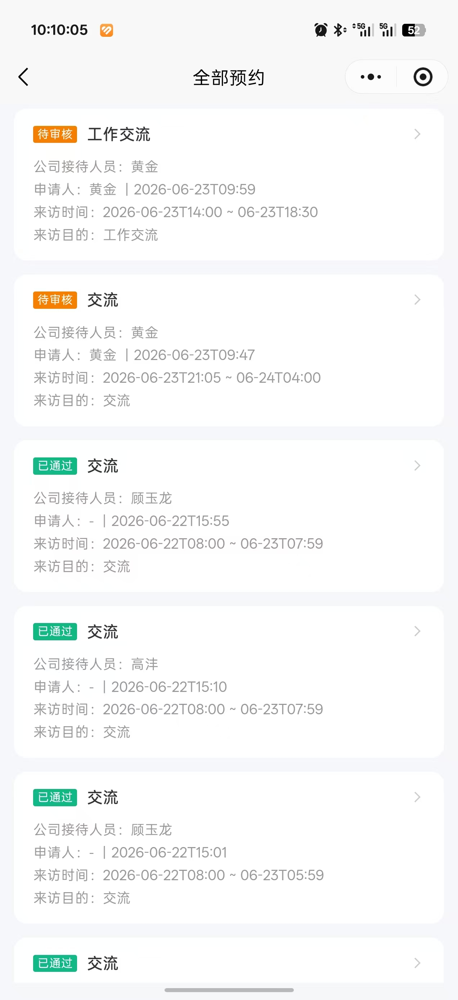 10:10:05
5G 5G 52
全部预约
待审核 工作交流
公司接待人员：黄金
申请人：黄金 | 2026-06-23T09:59
来访时间：2026-06-23T14:00 ~ 06-23T18:30
来访目的：工作交流
待审核 交流
公司接待人员：黄金
申请人：黄金 | 2026-06-23T09:47
来访时间：2026-06-23T21:05 ~ 06-24T04:00
来访目的：交流
已通过 交流
公司接待人员：顾玉龙
申请人：- | 2026-06-22T15:55
来访时间：2026-06-22T08:00 ~ 06-23T07:59
来访目的：交流
已通过 交流
公司接待人员：高沣
申请人：- | 2026-06-22T15:10
来访时间：2026-06-22T08:00 ~ 06-23T07:59
来访目的：交流
已通过 交流
公司接待人员：顾玉龙
申请人：- | 2026-06-22T15:01
来访时间：2026-06-22T08:00 ~ 06-23T05:59
来访目的：交流
已通过 交流